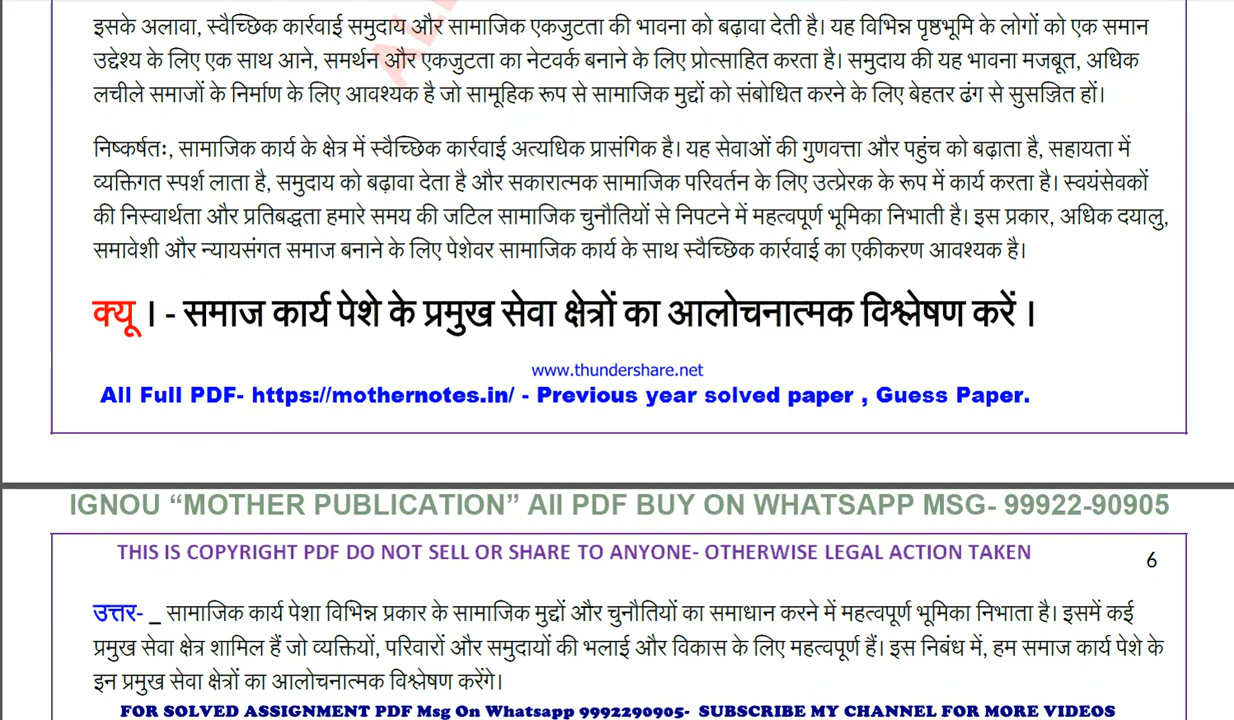 इसके अलावा, स्वैच्छिक कार्रवाई समुदाय और सामाजिक एकजुटता की भावना को बढ़ावा देती है। यह विभिन्न पृष्ठभूमि के लोगों को एक समान
उद्देश्य के लिए एक साथ आने, समर्थन और एकजुटता का नेटवर्क बनाने के लिए प्रोत्साहित करता है। समुदाय की यह भावना मजबूत, अधिक
लचीले समाजों के निर्माण के लिए आवश्यक है जो सामूहिक रूप से सामाजिक मुद्दों को संबोधित करने के लिए बेहतर ढंग से सुसज्जित हों।
निष्कर्षतः, सामाजिक कार्य के क्षेत्र में स्वैच्छिक कार्रवाई अत्यधिक प्रासंगिक है। यह सेवाओं की गुणवत्ता और पहुंच को बढ़ाता है, सहायता में
व्यक्तिगत स्पर्श लाता है, समुदाय को बढ़ावा देता है और सकारात्मक सामाजिक परिवर्तन के लिए उत्प्रेरक के रूप में कार्य करता है। स्वयंसेवकों
की निस्वार्थता और प्रतिबद्धता हमारे समय की जटिल सामाजिक चुनौतियों से निपटने में महत्वपूर्ण भूमिका निभाती है। इस प्रकार, अधिक दयालु,
समावेशी और न्यायसंगत समाज बनाने के लिए पेशेवर सामाजिक कार्य के साथ स्वैच्छिक कार्रवाई का एकीकरण आवश्यक है।
क्यू । - समाज कार्य पेशे के प्रमुख सेवा क्षेत्रों का आलोचनात्मक विश्लेषण करें ।
www.thundershare.net
All Full PDF- https://mothernotes.in/ - Previous year solved paper , Guess Paper.
IGNOU “MOTHER PUBLICATION” All PDF BUY ON WHATSAPP MSG- 99922-90905
THIS IS COPYRIGHT PDF DO NOT SELL OR SHARE TO ANYONE- OTHERWISE LEGAL ACTION TAKEN
6
उत्तर- _ सामाजिक कार्य पेशा विभिन्न प्रकार के सामाजिक मुद्दों और चुनौतियों का समाधान करने में महत्वपूर्ण भूमिका निभाता है। इसमें कई
प्रमुख सेवा क्षेत्र शामिल हैं जो व्यक्तियों, परिवारों और समुदायों की भलाई और विकास के लिए महत्वपूर्ण हैं। इस निबंध में, हम समाज कार्य पेशे के
इन प्रमुख सेवा क्षेत्रों का आलोचनात्मक विश्लेषण करेंगे।
FOR SOLVED ASSIGNMENT PDF Msg On Whatsapp 9992290905- SUBSCRIBE MY CHANNEL FOR MORE VIDEOS